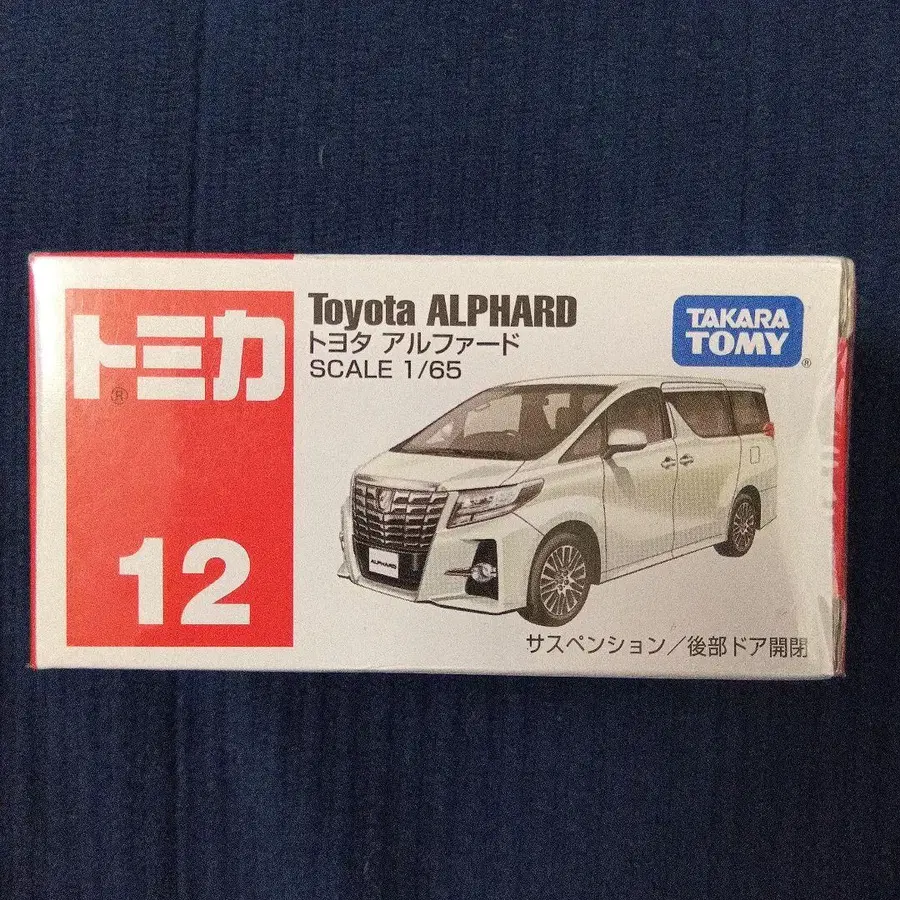 トミカ
®
12
Toyota ALPHARD
トヨタ アルファード
SCALE 1/65
TAKARA
TOMY
®
ALPHARD
サスペンション／後部ドア開閉